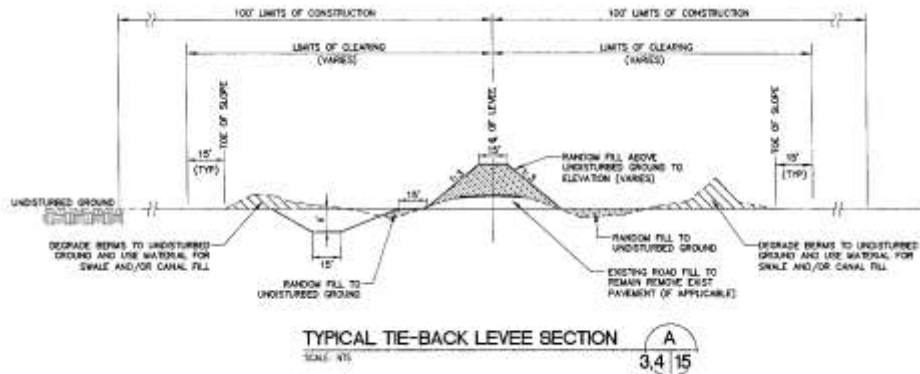 100' LIMITS OF CONSTRUCTION
100' LIMITS OF CONSTRUCTION
LIMITS OF CLEARING
(VARIES)
LIMITS OF CLEARING
(VARIES)
TOE OF SLOPE
℄ OF LEVEE
TOE OF SLOPE
15'
(TYP)
15'
15'
(TYP)
RANDOM FILL ABOVE
UNDISTURBED GROUND TO
ELEVATION (VARIES)
UNDISTURBED GROUND
15'
DEGRADE BERMS TO UNDISTURBED
GROUND AND USE MATERIAL FOR
SWALE AND/OR CANAL FILL
15'
RANDOM FILL TO
UNDISTURBED GROUND
RANDOM FILL TO
UNDISTURBED GROUND
EXISTING ROAD FILL TO
REMAIN REMOVE EXIST
PAVEMENT (IF APPLICABLE)
DEGRADE BERMS TO UNDISTURBED
GROUND AND USE MATERIAL FOR
SWALE AND/OR CANAL FILL
TYPICAL TIE-BACK LEVEE SECTION
SCALE: NTS
A
3,4 15